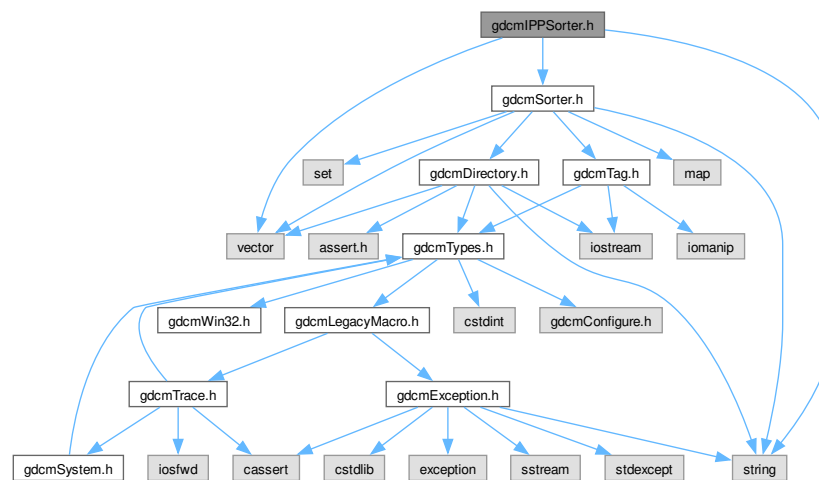 gdcmIPPSorter.h
gdcmSorter.h
set
gdcmDirectory.h
gdcmTag.h
map
vector
assert.h
gdcmTypes.h
iostream
iomanip
gdcmWin32.h
gdcmLegacyMacro.h
cstdint
gdcmConfigure.h
gdcmTrace.h
gdcmException.h
gdcmSystem.h
iosfwd
cassert
cstdlib
exception
sstream
stdexcept
string